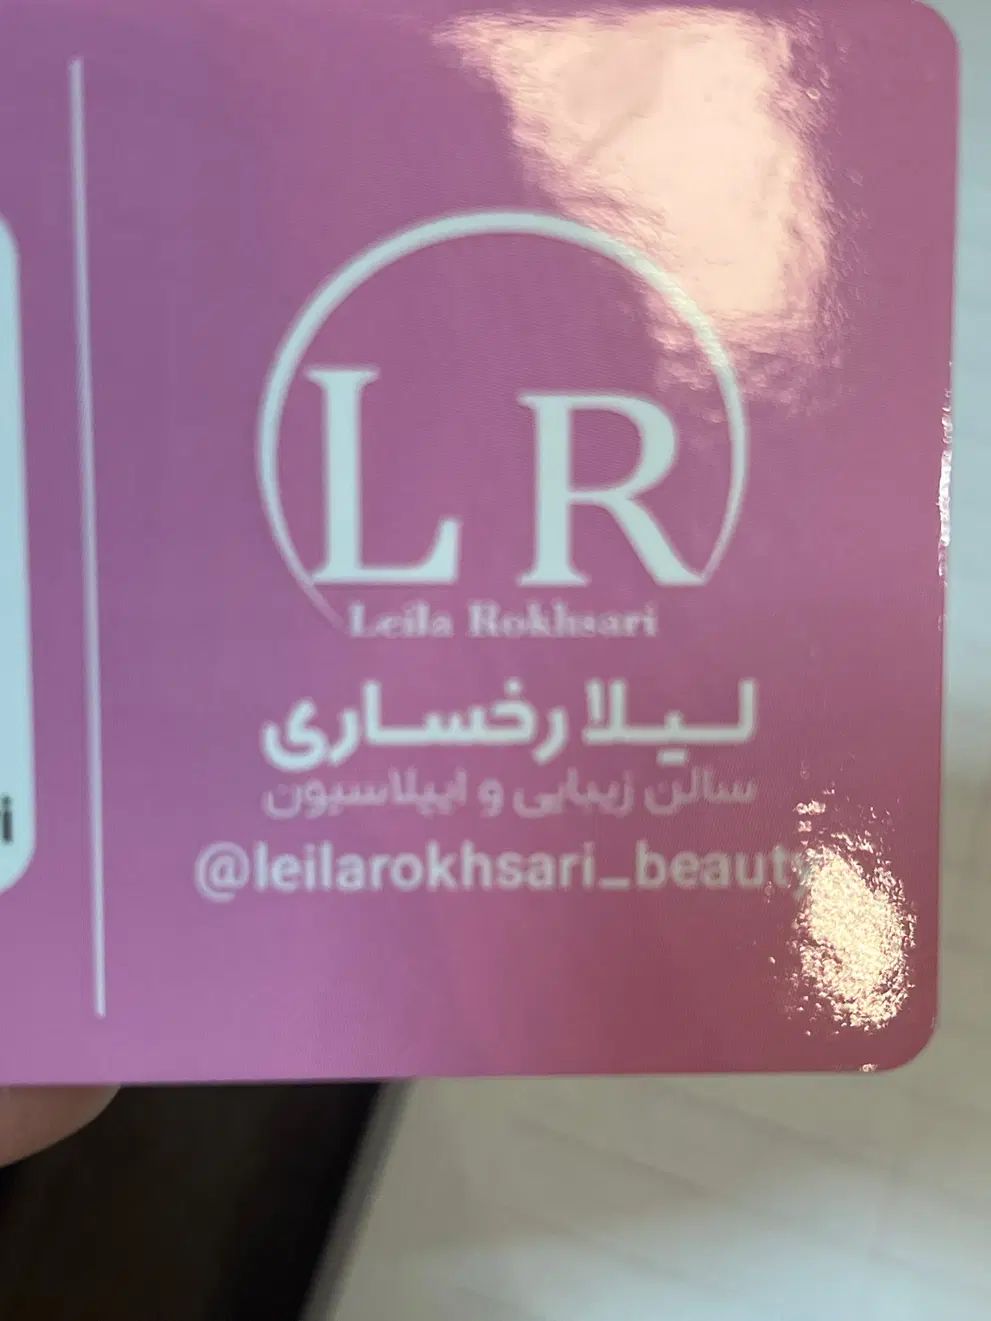 L R
Leila Rokhsari
لیلا رخساری
سالن زیبایی و اپیلاسیون
@leilarokhsari_beauty